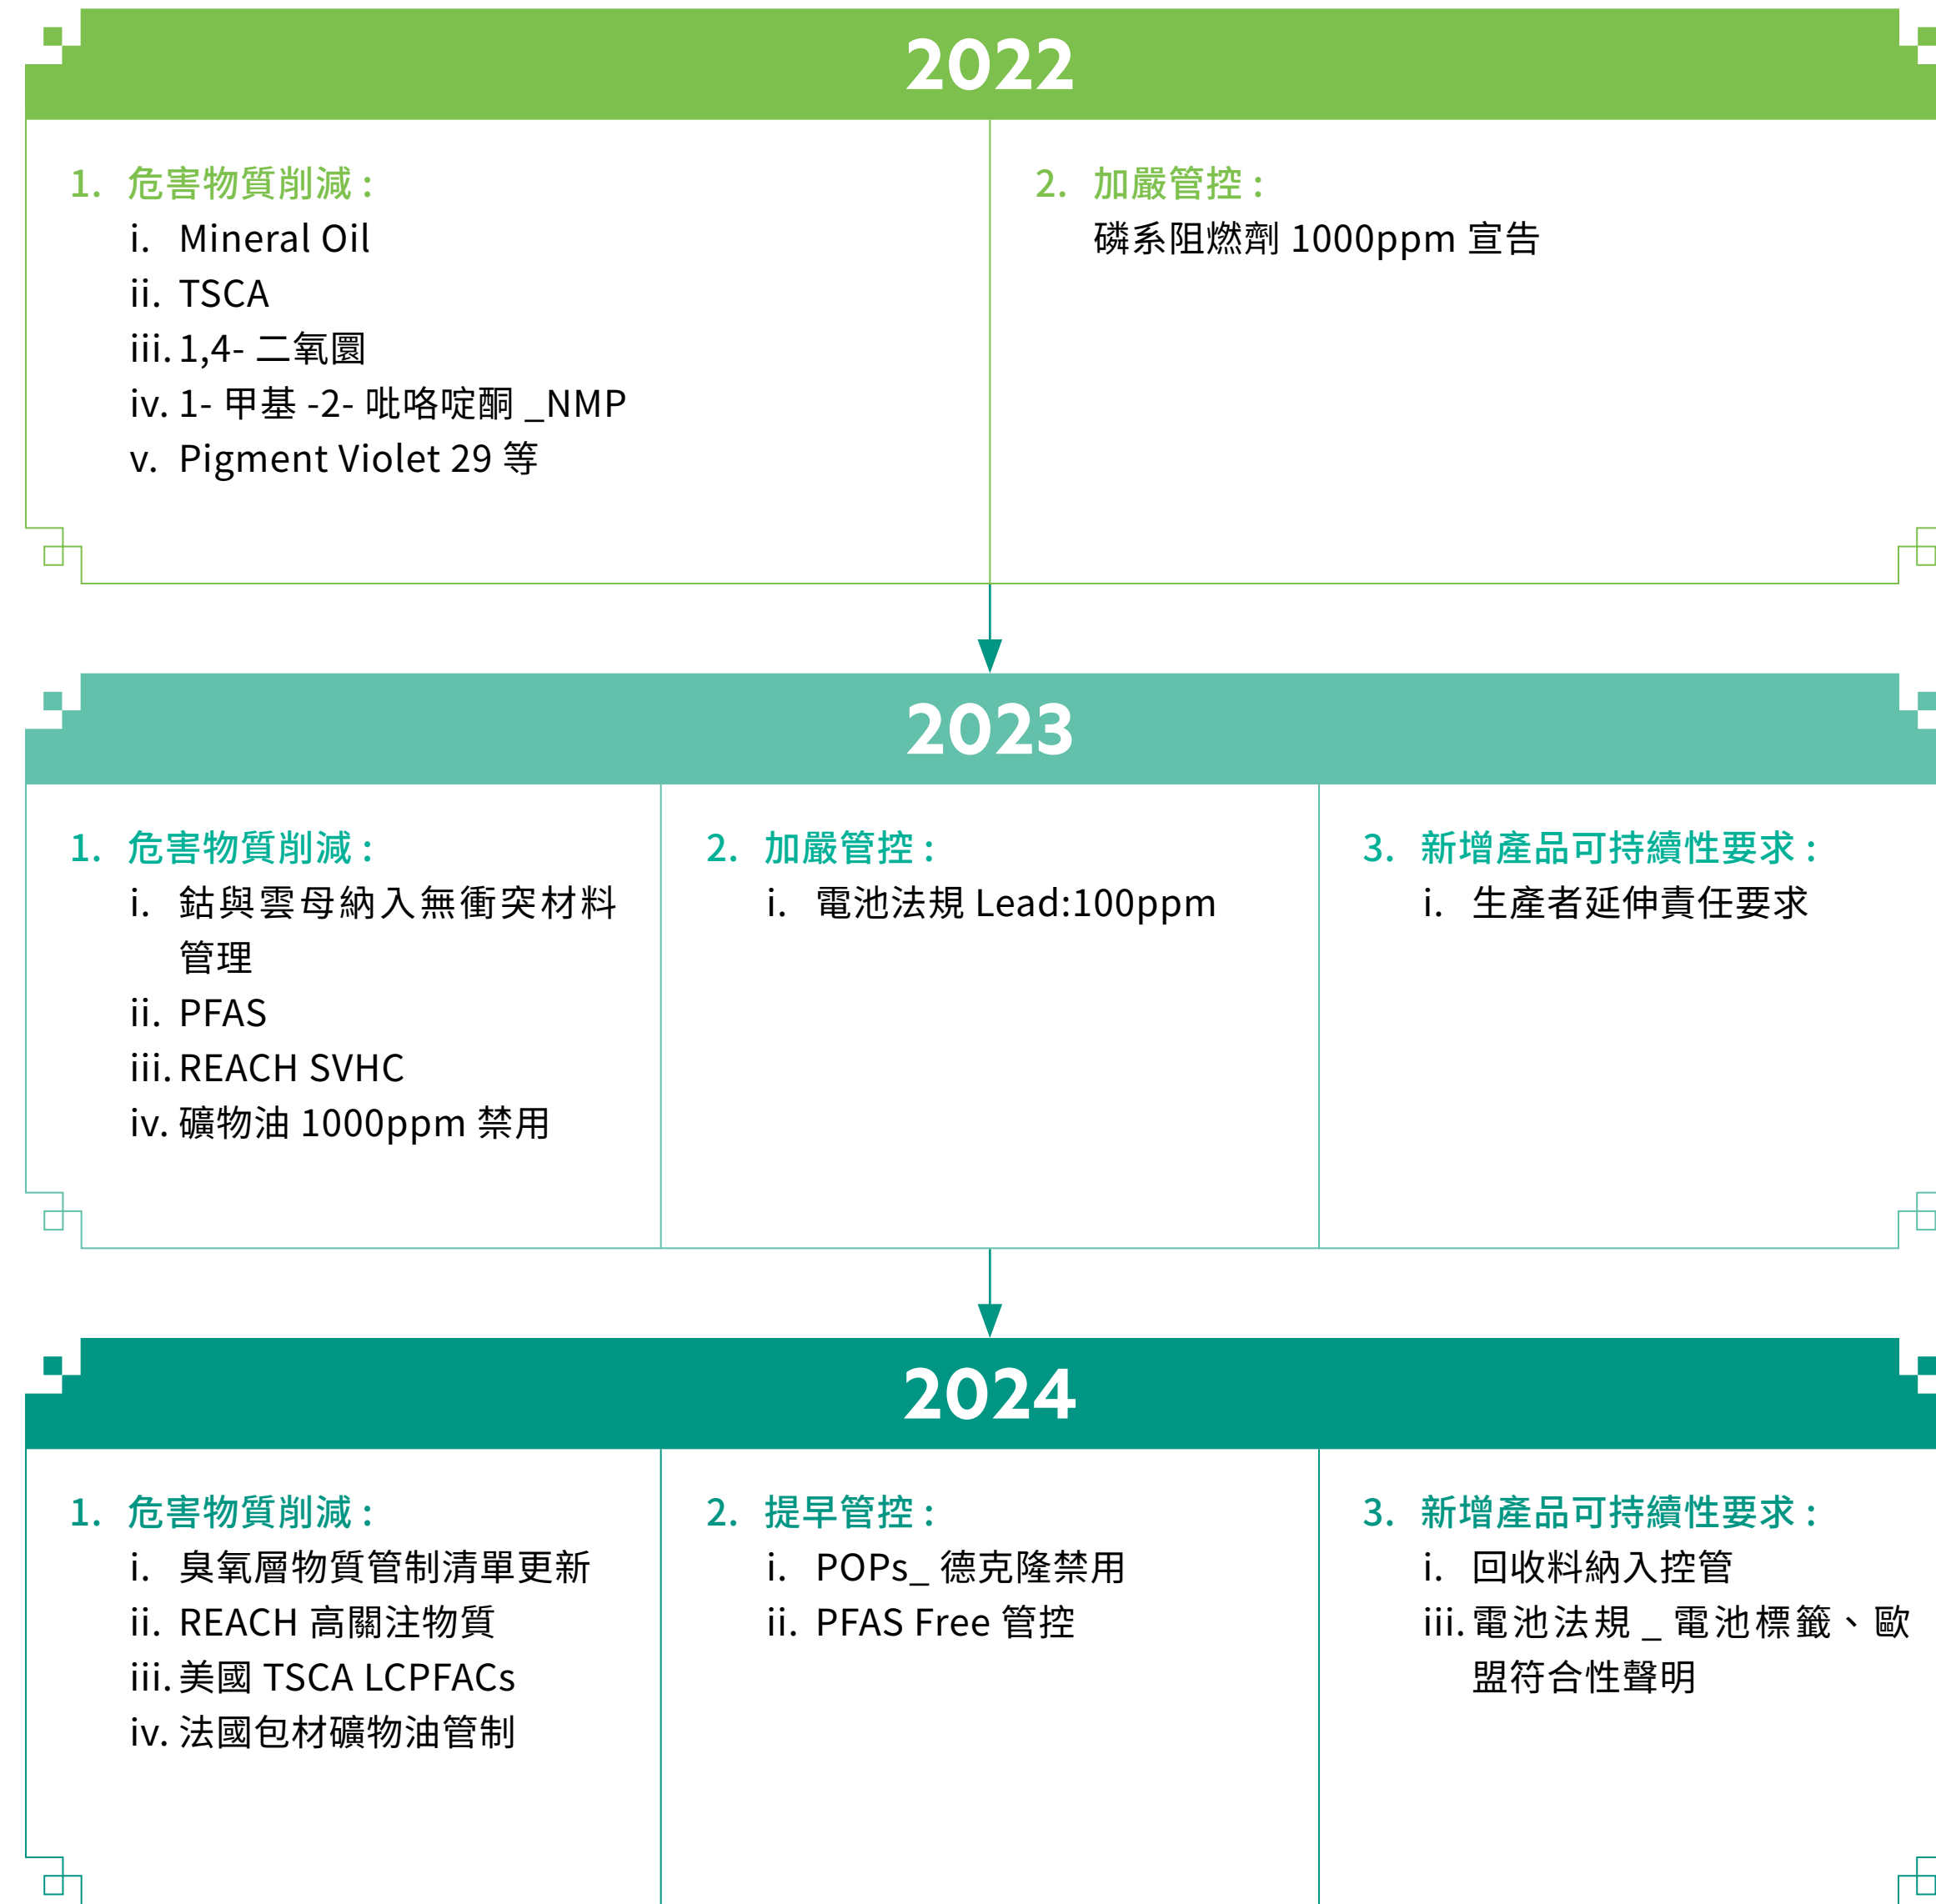 2022
1. 危害物質削減：
i. Mineral Oil
ii. TSCA
iii. 1,4- 二氧圜
iv. 1- 甲基 -2- 吡咯啶酮 _NMP
v. Pigment Violet 29 等
2. 加嚴管控：
磷系阻燃劑 1000ppm 宣告
2023
1. 危害物質削減：
i. 鈷與雲母納入無衝突材料
管理
ii. PFAS
iii. REACH SVHC
iv. 礦物油 1000ppm 禁用
2. 加嚴管控：
i. 電池法規 Lead:100ppm
3. 新增產品可持續性要求：
i. 生產者延伸責任要求
2024
1. 危害物質削減：
i. 臭氧層物質管制清單更新
ii. REACH 高關注物質
iii. 美國 TSCA LCPFACs
iv. 法國包材礦物油管制
2. 提早管控：
i. POPs_ 德克隆禁用
ii. PFAS Free 管控
3. 新增產品可持續性要求：
i. 回收料納入控管
iii. 電池法規 _ 電池標籤、歐
盟符合性聲明